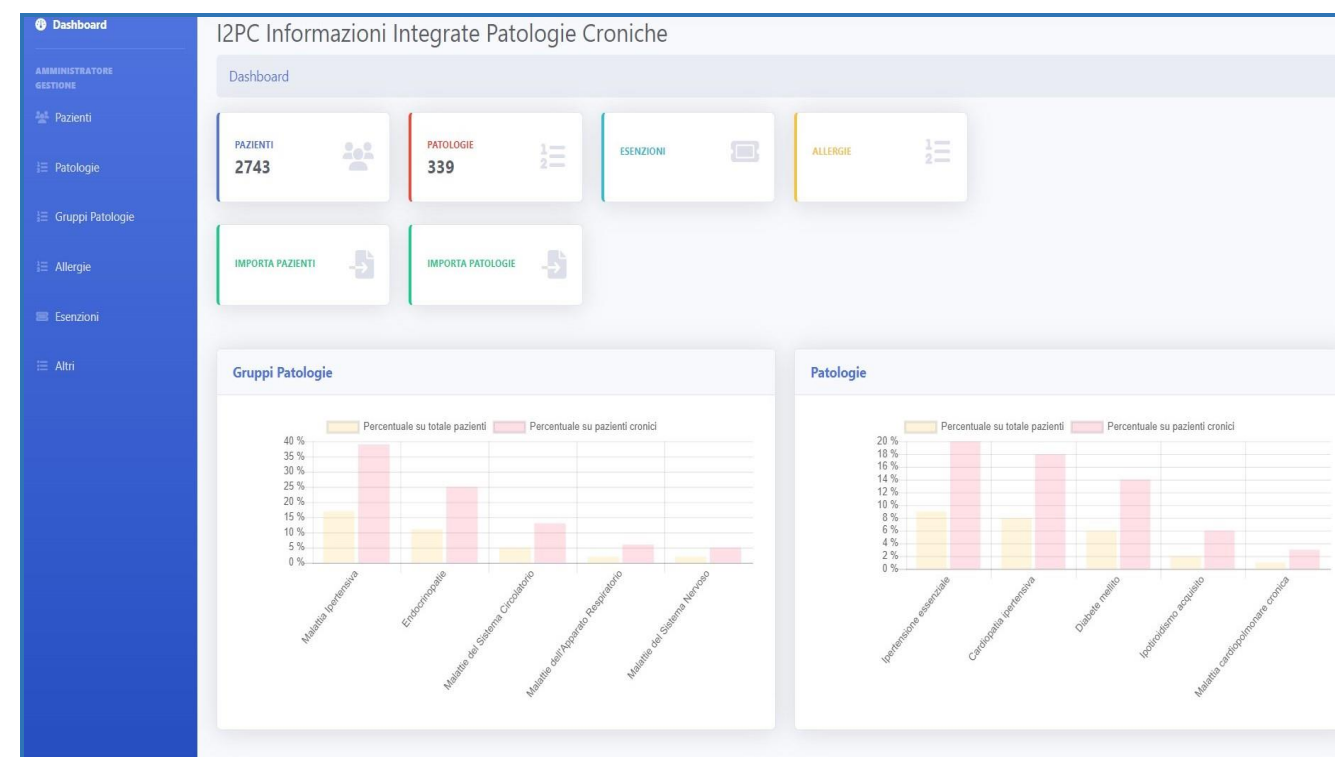 Dashboard
AMMINISTRATORE
GESTIONE
Pazienti
Patologie
Gruppi Patologie
Allergie
Esenzioni
Altri
I2PC Informazioni Integrate Patologie Croniche
Dashboard
PAZIENTI
2743
PATOLOGIE
339
ESENZIONI
ALLERGIE
IMPORTA PAZIENTI
IMPORTA PATOLOGIE
Gruppi Patologie
Percentuale su totale pazienti Percentuale su pazienti cronici
40 %
35 %
30 %
25 %
20 %
15 %
10 %
5 %
0 %
Malattia Ipertensiva
Endocrinopatie
Malattie del Sistema Circolatorio
Malattie dell'Apparato Respiratorio
Malattie del Sistema Nervoso
Patologie
Percentuale su totale pazienti Percentuale su pazienti cronici
20 %
18 %
16 %
14 %
12 %
10 %
8 %
6 %
4 %
2 %
0 %
Ipertensione essenziale
Cardiopatia ipertensiva
Diabete mellito
Ipotiroidismo acquisito
Malattia cardiopolmonare cronica